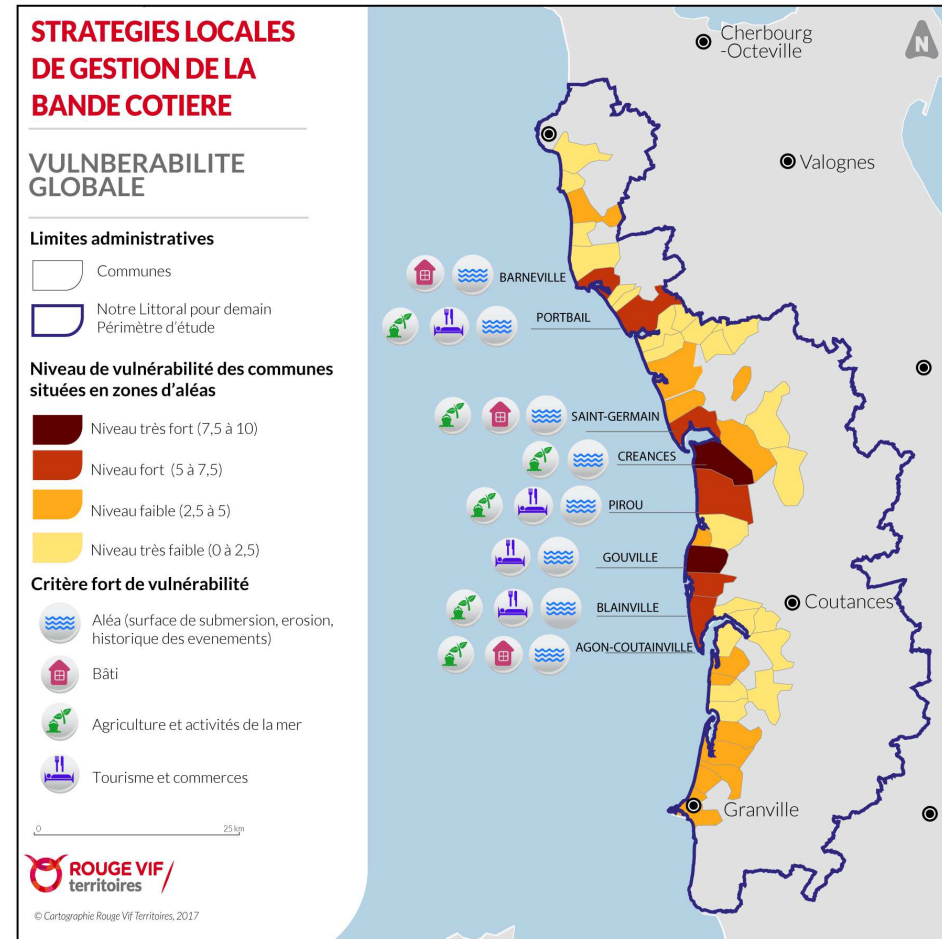 STRATEGIES LOCALES
DE GESTION DE LA
BANDE COTIERE
VULNBERABILITE
GLOBALE
Limites administratives
Communes
Notre Littoral pour demain
Périmètre d'étude
Niveau de vulnérabilité des communes
situées en zones d'aléas
Niveau très fort (7,5 à 10)
Niveau fort (5 à 7,5)
Niveau faible (2,5 à 5)
Niveau très faible (0 à 2,5)
Critère fort de vulnérabilité
Aléa (surface de submersion, erosion,
historique des evenements)
Bâti
Agriculture et activités de la mer
Tourisme et commerces
0 25 km
ROUGE VIF
territoires
© Cartographie Rouge Vif Territoires, 2017
Cherbourg
-Octeville
N
Valognes
BARNEVILLE
PORTBAIL
SAINT-GERMAIN
CREANCES
PIROU
GOUVILLE
BLAINVILLE
AGON-COUTAINVILLE
Coutances
Granville